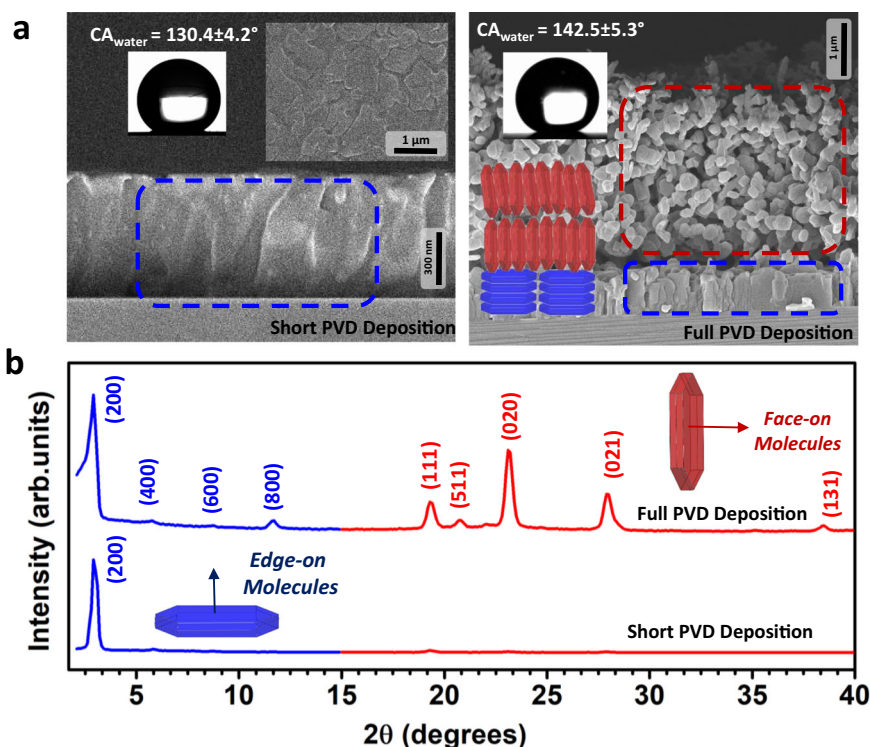 a
CA_water = 130.4±4.2°
1 µm
300 nm
Short PVD Deposition
CA_water = 142.5±5.3°
1 µm
Full PVD Deposition
b
Intensity (arb.units)
(200)
(400)
(600)
(800)
(111)
(511)
(020)
(021)
(131)
Face-on
Molecules
Full PVD Deposition
(200)
Edge-on
Molecules
Short PVD Deposition
5
10
15
20
25
30
35
40
2θ (degrees)